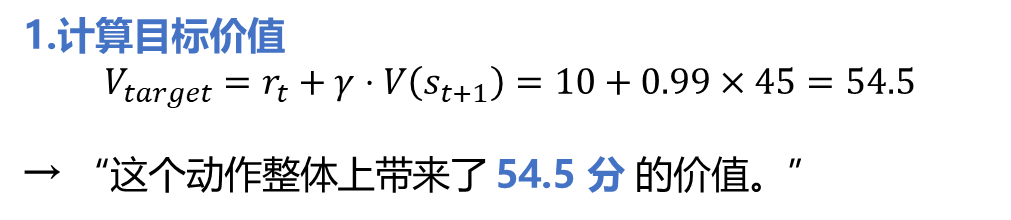 1.计算目标价值
V_target = r_t + γ · V(s_{t+1}) = 10 + 0.99 × 45 = 54.5
→ “这个动作整体上带来了 54.5 分 的价值。”